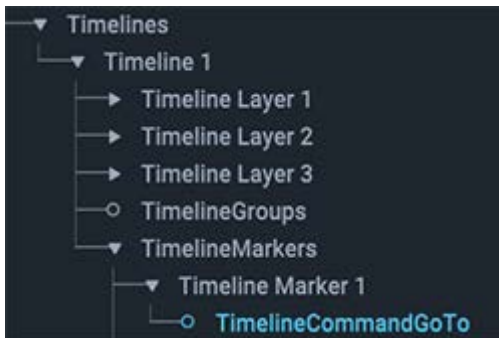 Timelines
Timeline 1
Timeline Layer 1
Timeline Layer 2
Timeline Layer 3
TimelineGroups
TimelineMarkers
Timeline Marker 1
TimelineCommandGoTo